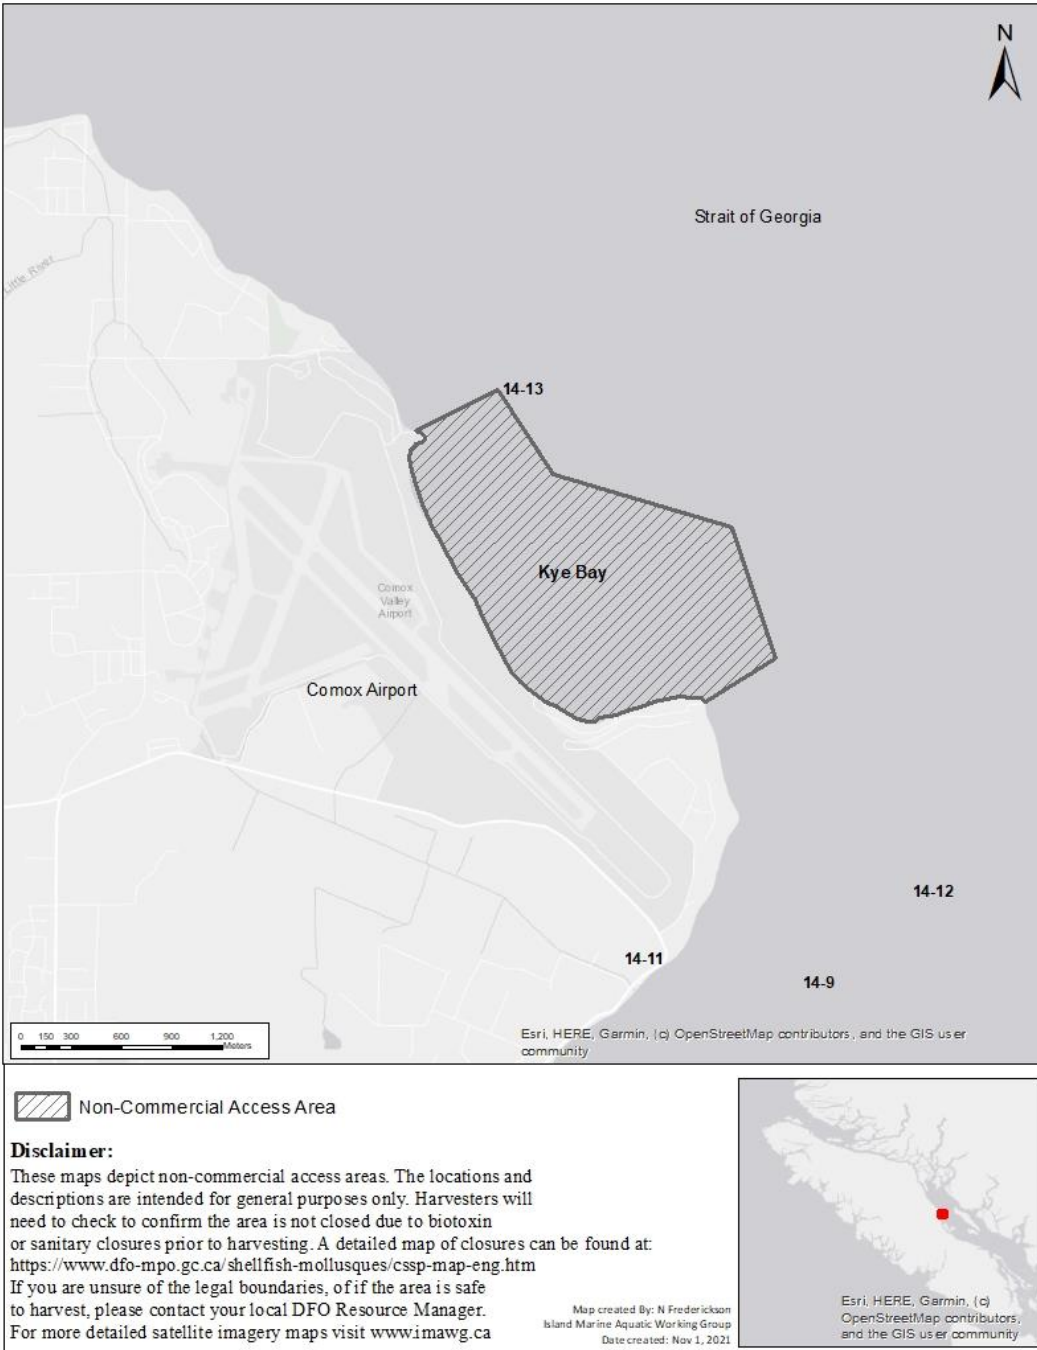 N
Strait of Georgia
Little River
14-13
Kye Bay
Comox
Valley
Airport
Comox Airport
14-12
14-11
14-9
0 150 300 600 900 1,200
Meters
Esri, HERE, Garmin, (c) OpenStreetMap contributors, and the GIS user
community
Non-Commercial Access Area
Disclaimer:
These maps depict non-commercial access areas. The locations and
descriptions are intended for general purposes only. Harvesters will
need to check to confirm the area is not closed due to biotoxin
or sanitary closures prior to harvesting. A detailed map of closures can be found at:
https://www.dfo-mpo.gc.ca/shellfish-mollusques/cssp-map-eng.htm
If you are unsure of the legal boundaries, of if the area is safe
to harvest, please contact your local DFO Resource Manager.
For more detailed satellite imagery maps visit www.imawg.ca
Map created By: N Frederickson
Island Marine Aquatic Working Group
Date created: Nov 1, 2021
Esri, HERE, Garmin, (c)
OpenStreetMap contributors,
and the GIS user community